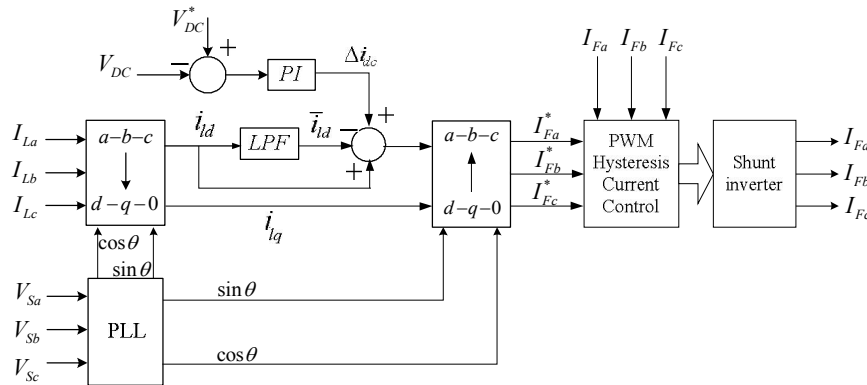 V*DC
+
VDC
−
PI
Δidc
+
ILa
ILb
ILc
a−b−c
d−q−0
ild
LPF
i̅ld
−
+
ilq
a−b−c
d−q−0
I*Fa
I*Fb
I*Fc
IFa
IFb
IFc
PWM
Hysteresis
Current
Control
Shunt
inverter
IFa
IFb
IFc
cosθ
sinθ
VSa
VSb
VSc
PLL
sinθ
cosθ